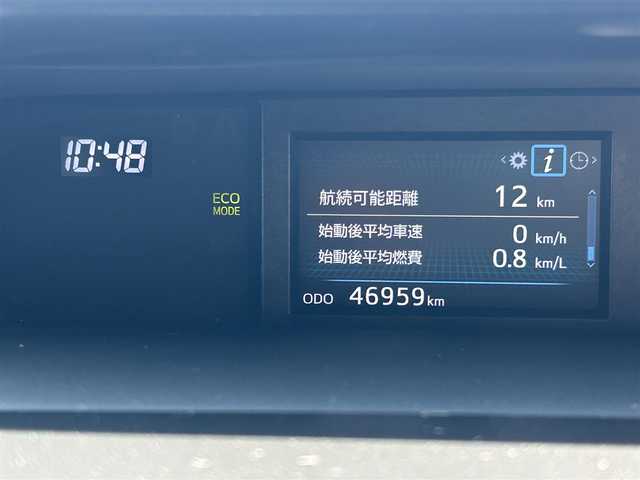 10:48
ECO
MODE
航続可能距離 12 km
始動後平均車速 0 km/h
始動後平均燃費 0.8 km/L
ODO 46959 km